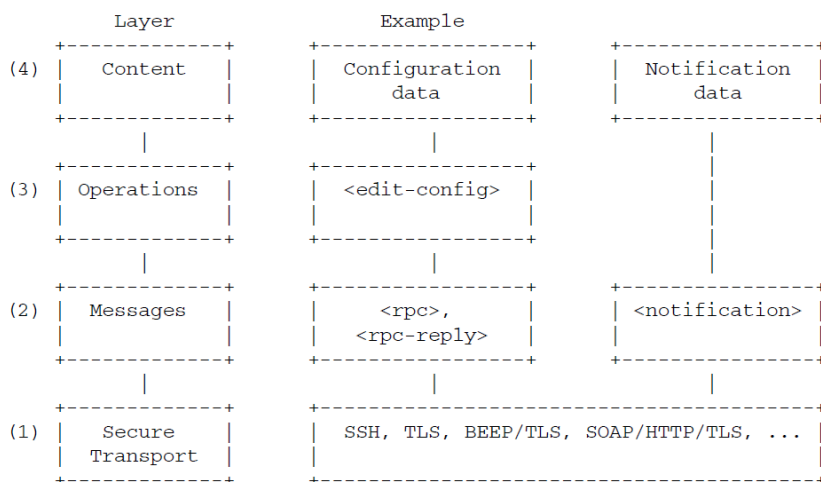 Layer Example
(4) Content Configuration data Notification data
(3) Operations <edit-config>
(2) Messages <rpc>, <rpc-reply> <notification>
(1) Secure Transport SSH, TLS, BEEP/TLS, SOAP/HTTP/TLS, ...